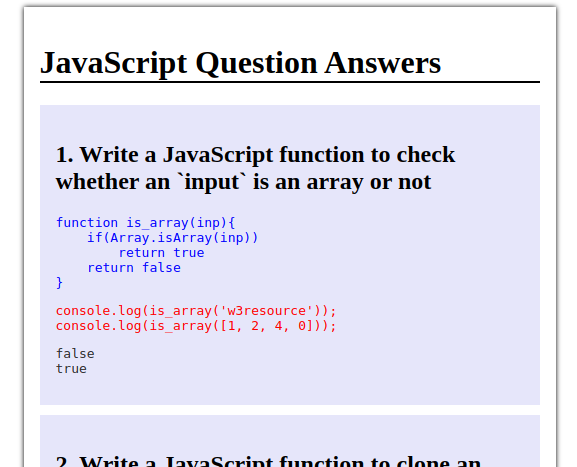 JavaScript Question Answers
1. Write a JavaScript function to check
whether an `input` is an array or not
function is_array(inp){
    if(Array.isArray(inp))
        return true
    return false
}
console.log(is_array('w3resource'));
console.log(is_array([1, 2, 4, 0]));
false
true
2. Write a JavaScript function to clone an